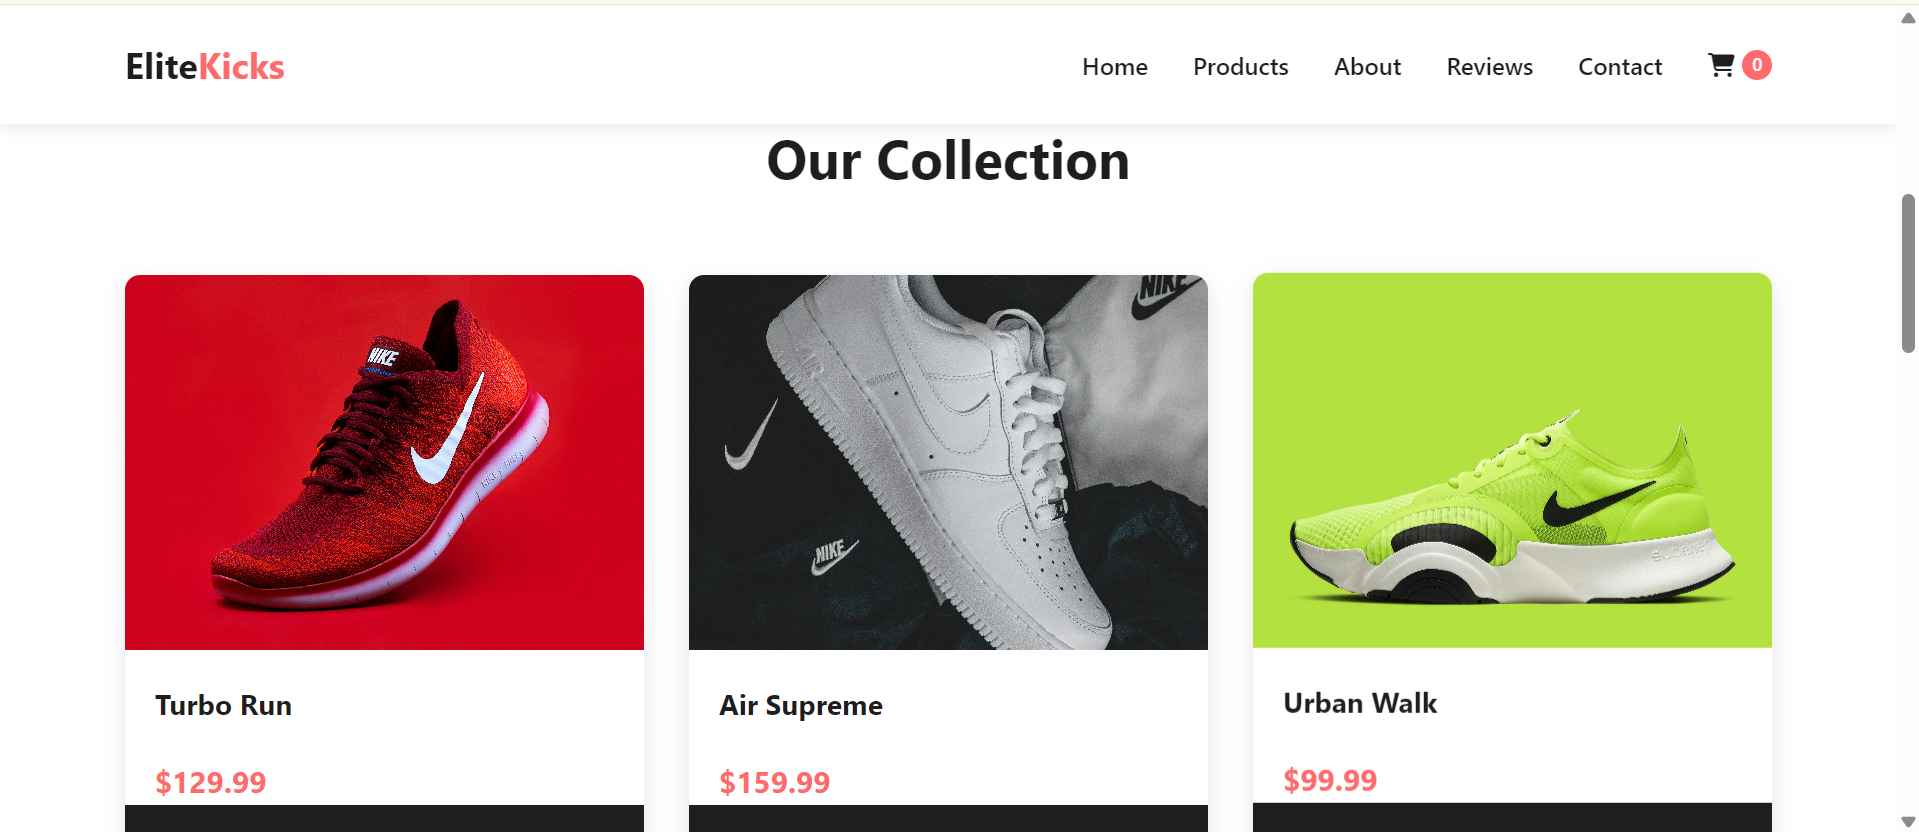 EliteKicks
Home Products About Reviews Contact 0
Our Collection
NIKE
NIKE
NIKE
Turbo Run
$129.99
Air Supreme
$159.99
Urban Walk
$99.99